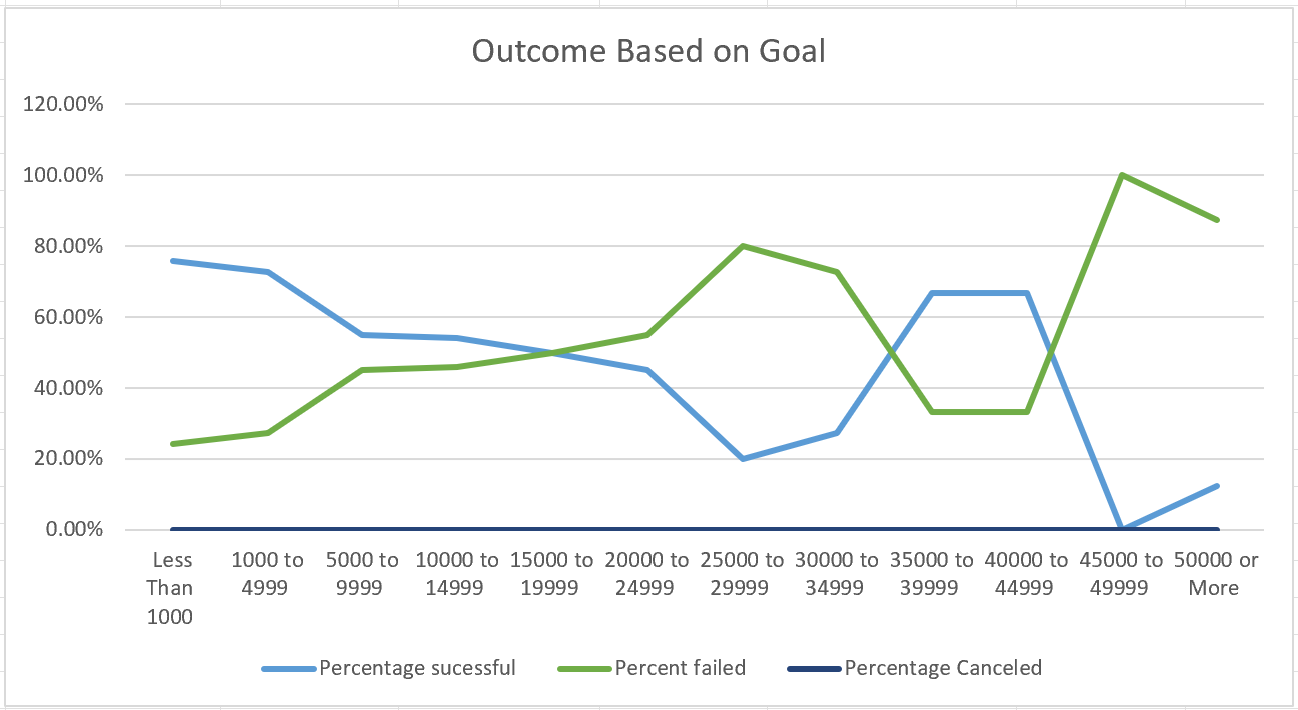 Outcome Based on Goal
120.00%
100.00%
80.00%
60.00%
40.00%
20.00%
0.00%
Less Than 1000
1000 to 4999
5000 to 9999
10000 to 14999
15000 to 19999
20000 to 24999
25000 to 29999
30000 to 34999
35000 to 39999
40000 to 44999
45000 to 49999
50000 or More
Percentage sucessful
Percent failed
Percentage Canceled